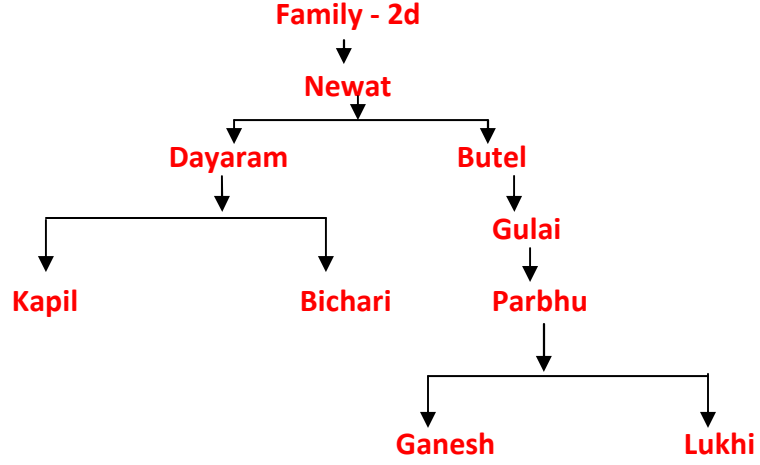 Family - 2d
Newat
Dayaram
Butel
Gulai
Kapil
Bichari
Parbhu
Ganesh
Lukhi